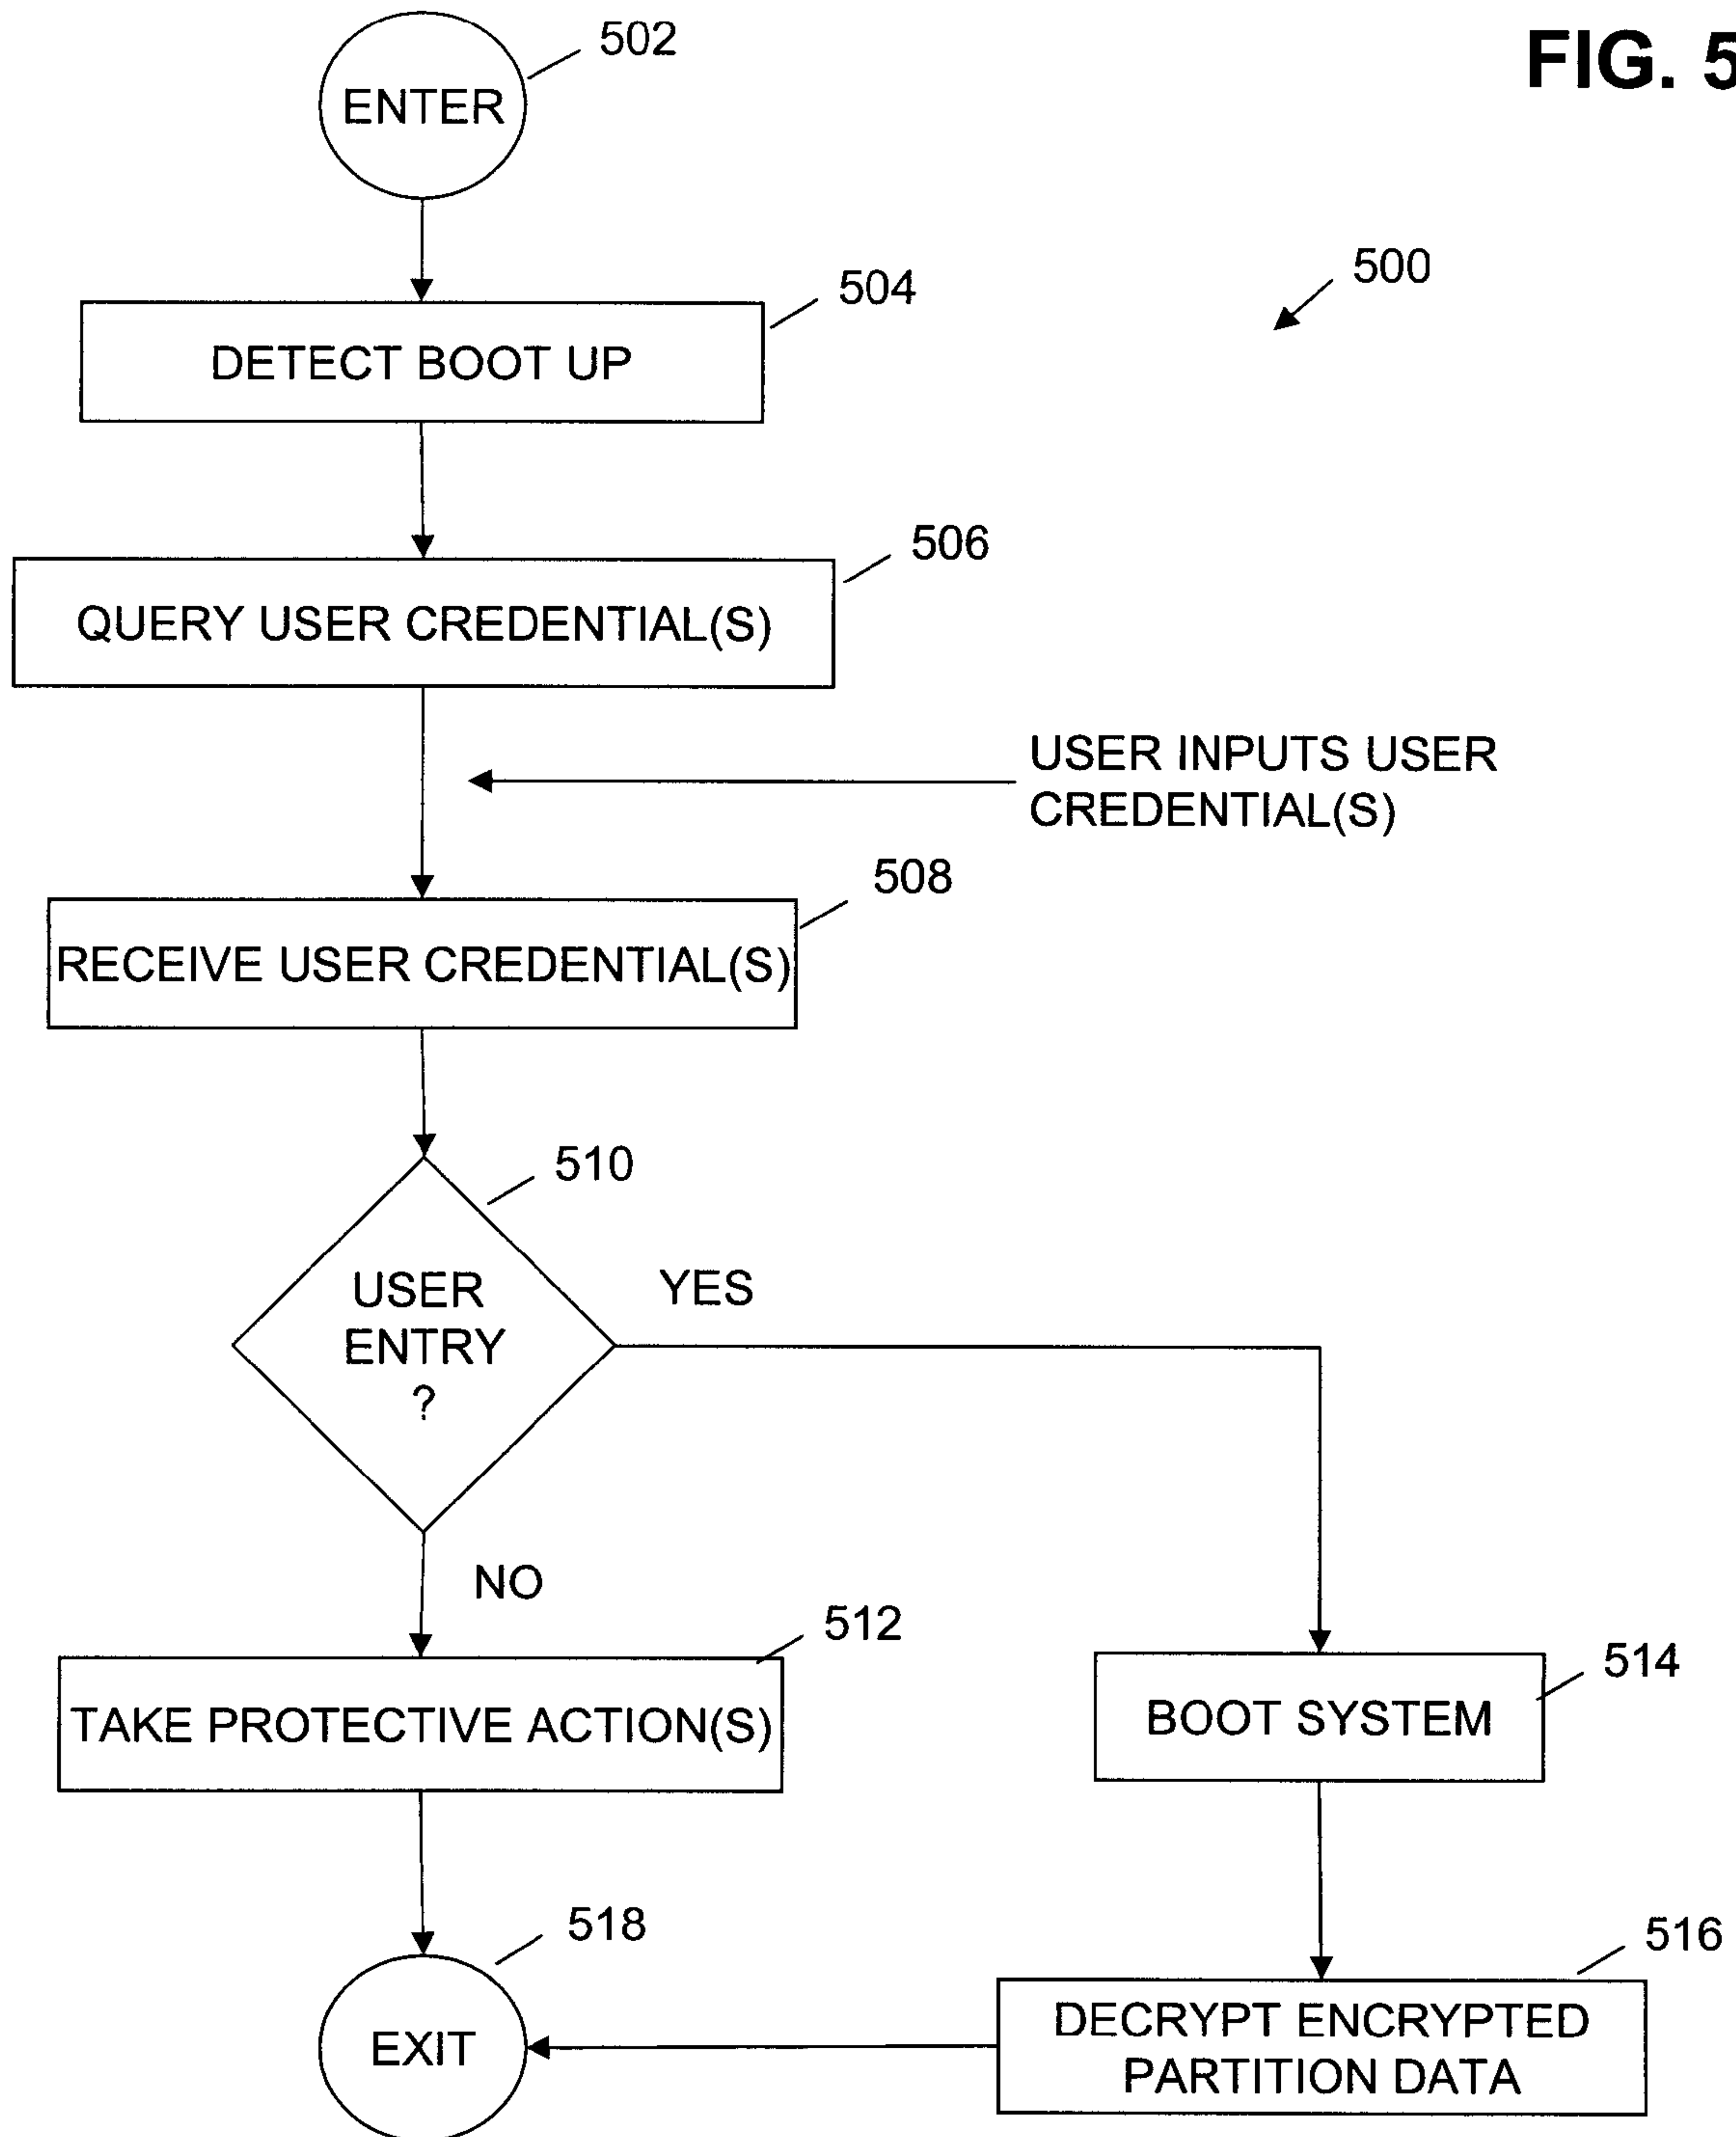 FIG. 5
502
ENTER
500
504
DETECT BOOT UP
506
QUERY USER CREDENTIAL(S)
USER INPUTS USER
CREDENTIAL(S)
508
RECEIVE USER CREDENTIAL(S)
510
USER
ENTRY
?
YES
NO
512
TAKE PROTECTIVE ACTION(S)
514
BOOT SYSTEM
518
EXIT
516
DECRYPT ENCRYPTED
PARTITION DATA